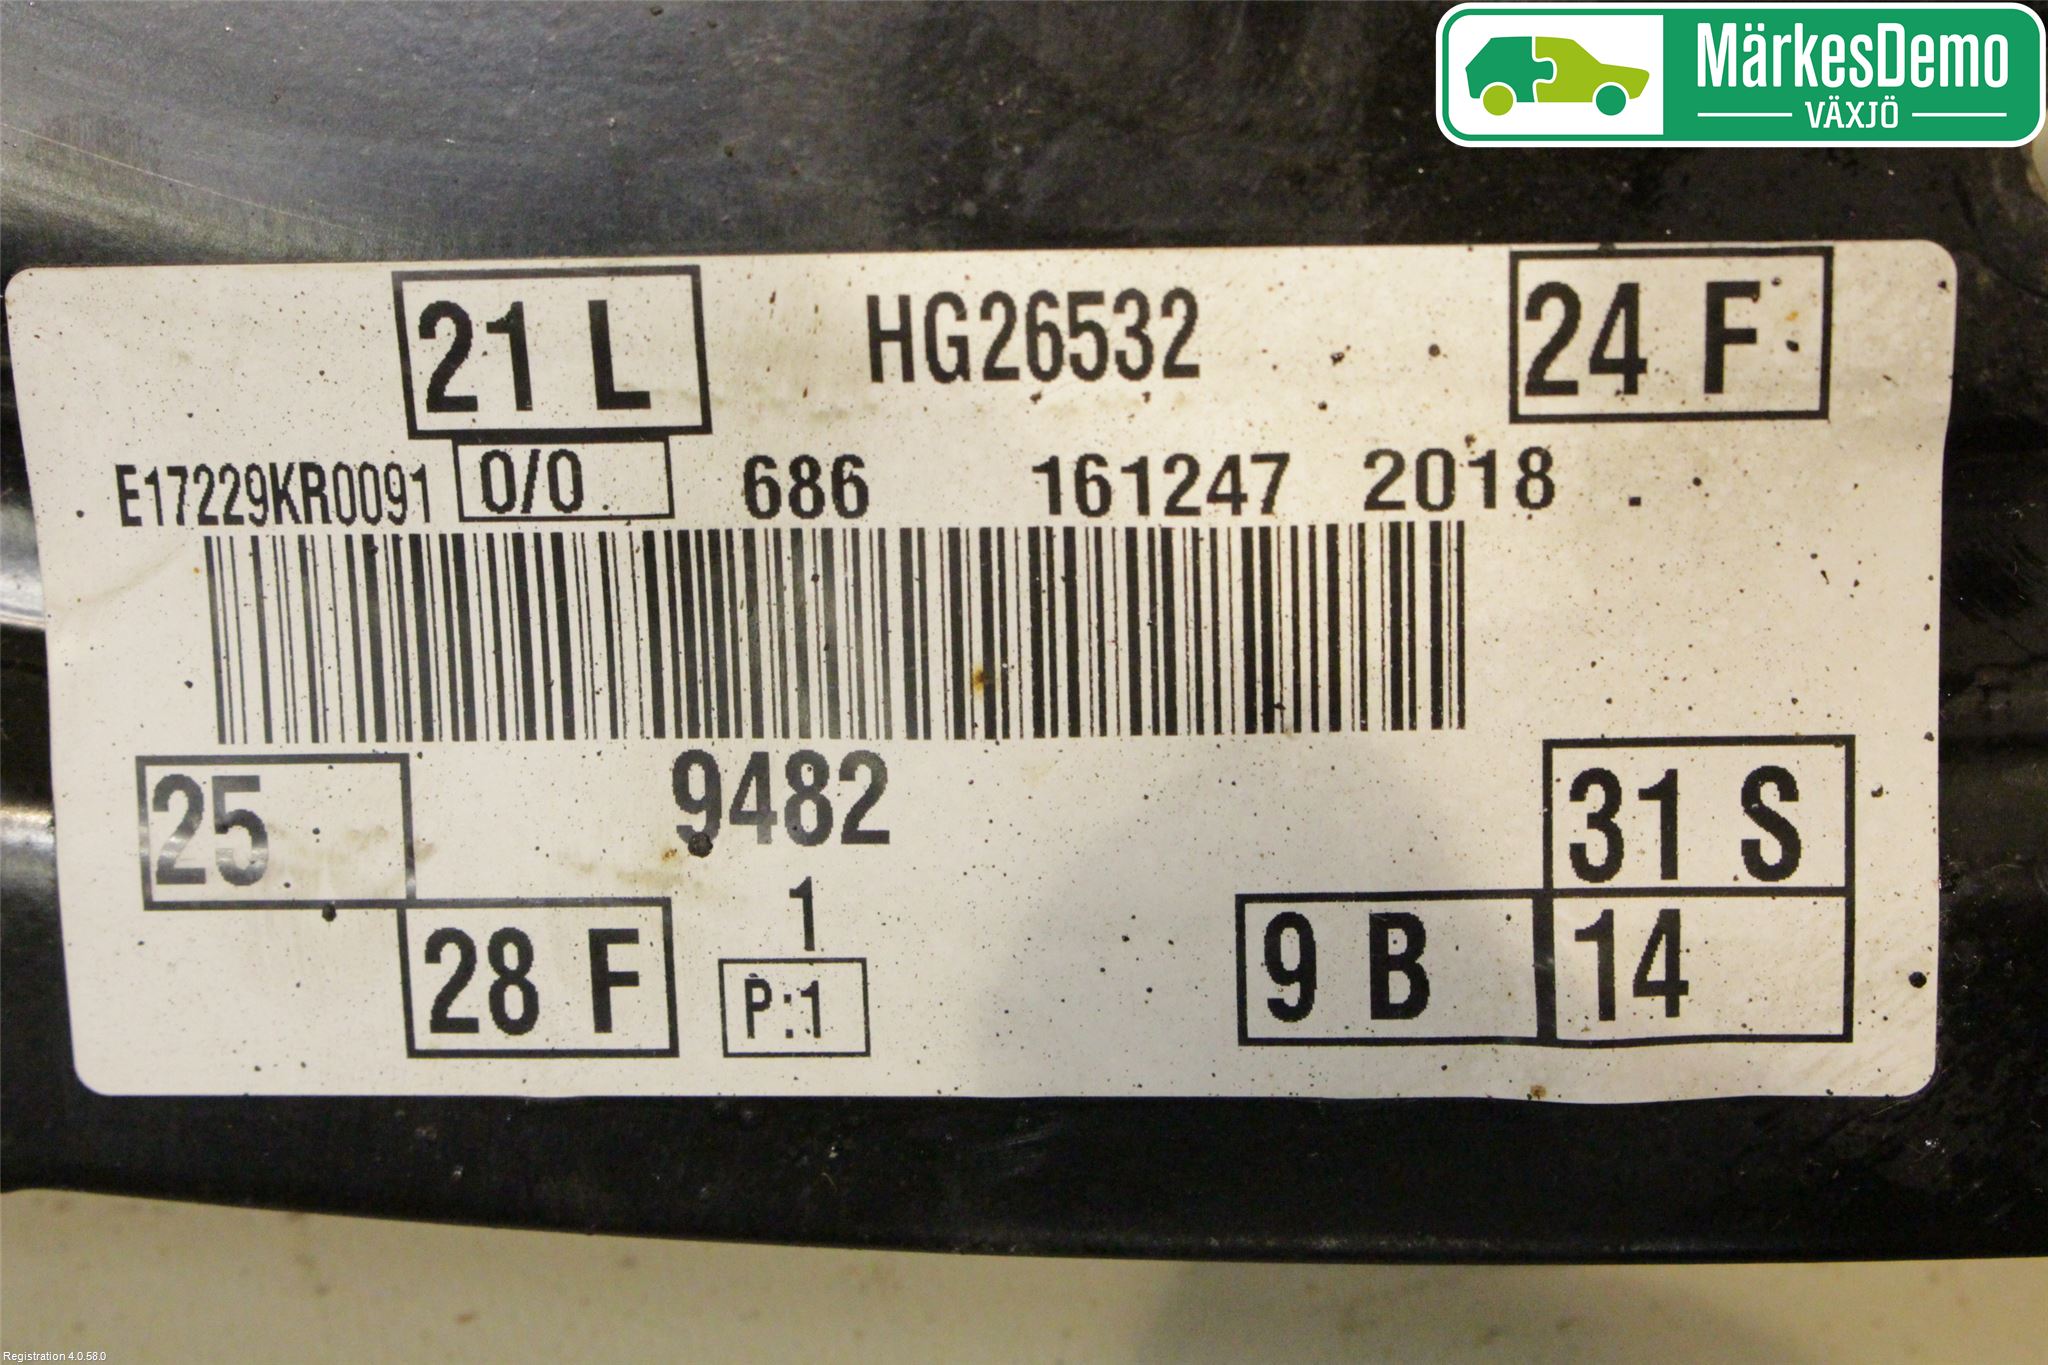 MärkesDemo
VÄXJÖ
21 L HG26532 24 F
E17229KR0091 0/0 686 161247 2018 .
25 9482 31 S
1
28 F P:1 9 B 14
Registration 4.0.58.0